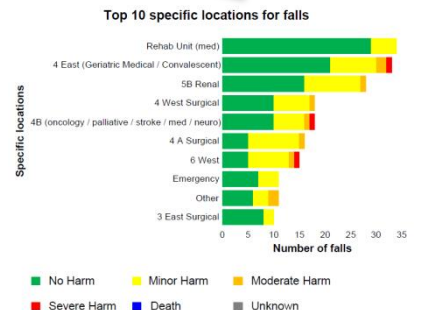 Top 10 specific locations for falls
Specific locations
Rehab Unit (med)
4 East (Geriatric Medical / Convalescent)
5B Renal
4 West Surgical
4B (oncology / palliative / stroke / med / neuro)
4 A Surgical
6 West
Emergency
Other
3 East Surgical
0 5 10 15 20 25 30 35
Number of falls
No Harm Minor Harm Moderate Harm
Severe Harm Death Unknown